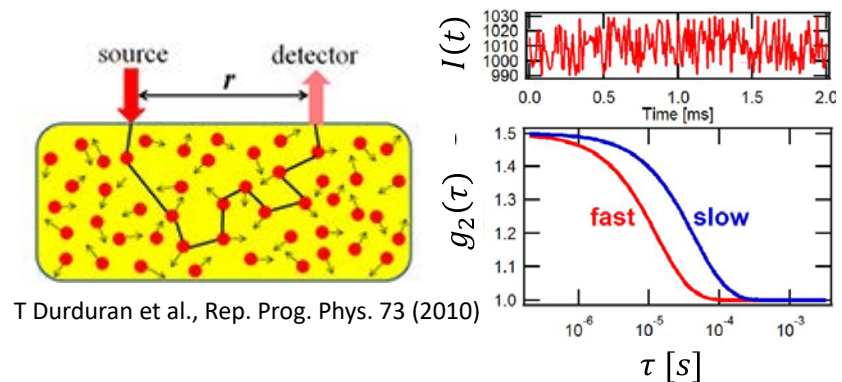 source
detector
r
T Durduran et al., Rep. Prog. Phys. 73 (2010)
I(t)
1030
1020
1010
1000
990
0.0
0.5
1.0
1.5
2.0
Time [ms]
g₂(τ) –
1.5
1.4
1.3
1.2
1.1
1.0
fast
slow
10⁻⁶
10⁻⁵
10⁻⁴
10⁻³
τ [s]